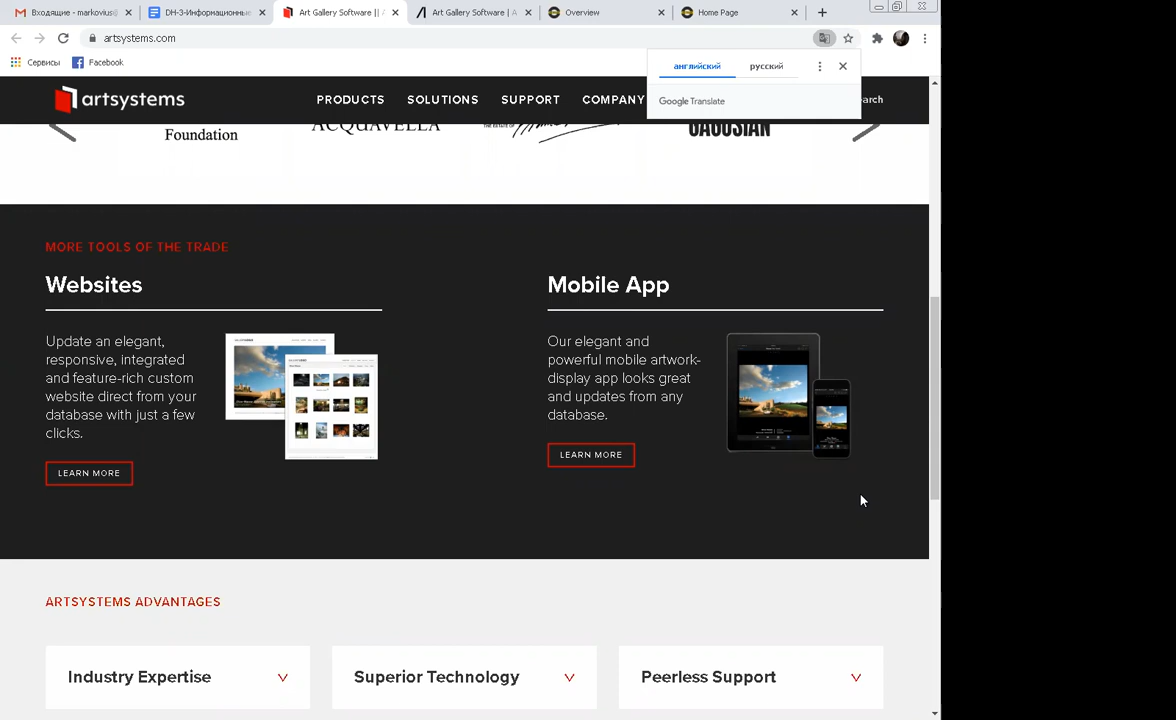 Входящие - markovius@
DH-3-Информационные
Art Gallery Software || A
Art Gallery Software | A
Overview
Home Page
artsystems.com
Сервисы
Facebook
английский
русский
Google Translate
artsystems
PRODUCTS
SOLUTIONS
SUPPORT
COMPANY
earch
Foundation
ACQUAVELLA
THE ESTATE OF
GAGOSIAN
MORE TOOLS OF THE TRADE
Websites
Update an elegant,
responsive, integrated
and feature-rich custom
website direct from your
database with just a few
clicks.
LEARN MORE
Mobile App
Our elegant and
powerful mobile artwork-
display app looks great
and updates from any
database.
LEARN MORE
ARTSYSTEMS ADVANTAGES
Industry Expertise
Superior Technology
Peerless Support